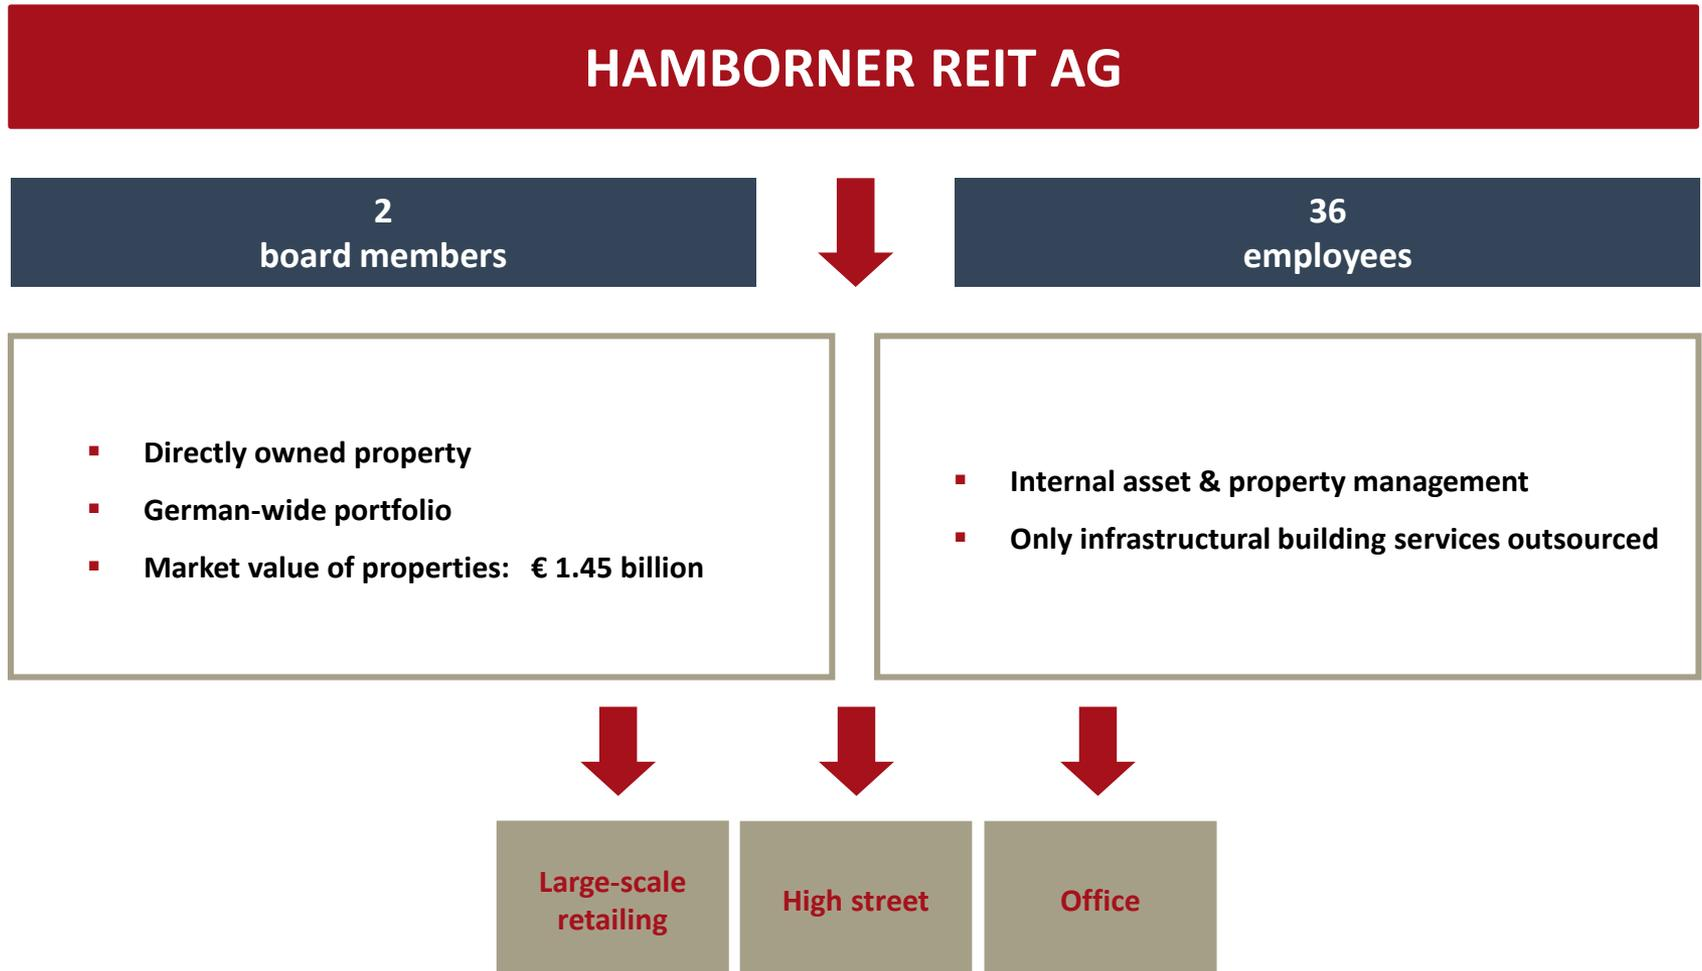 HAMBORNER REIT AG
2
board members
36
employees
▪ Directly owned property
▪ German-wide portfolio
▪ Market value of properties: € 1.45 billion
▪ Internal asset & property management
▪ Only infrastructural building services outsourced
Large-scale
retailing
High street
Office